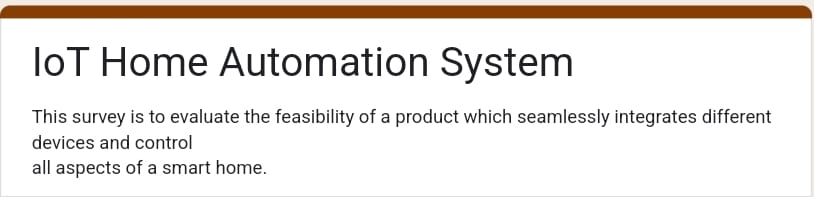 IoT Home Automation System
This survey is to evaluate the feasibility of a product which seamlessly integrates different
devices and control
all aspects of a smart home.